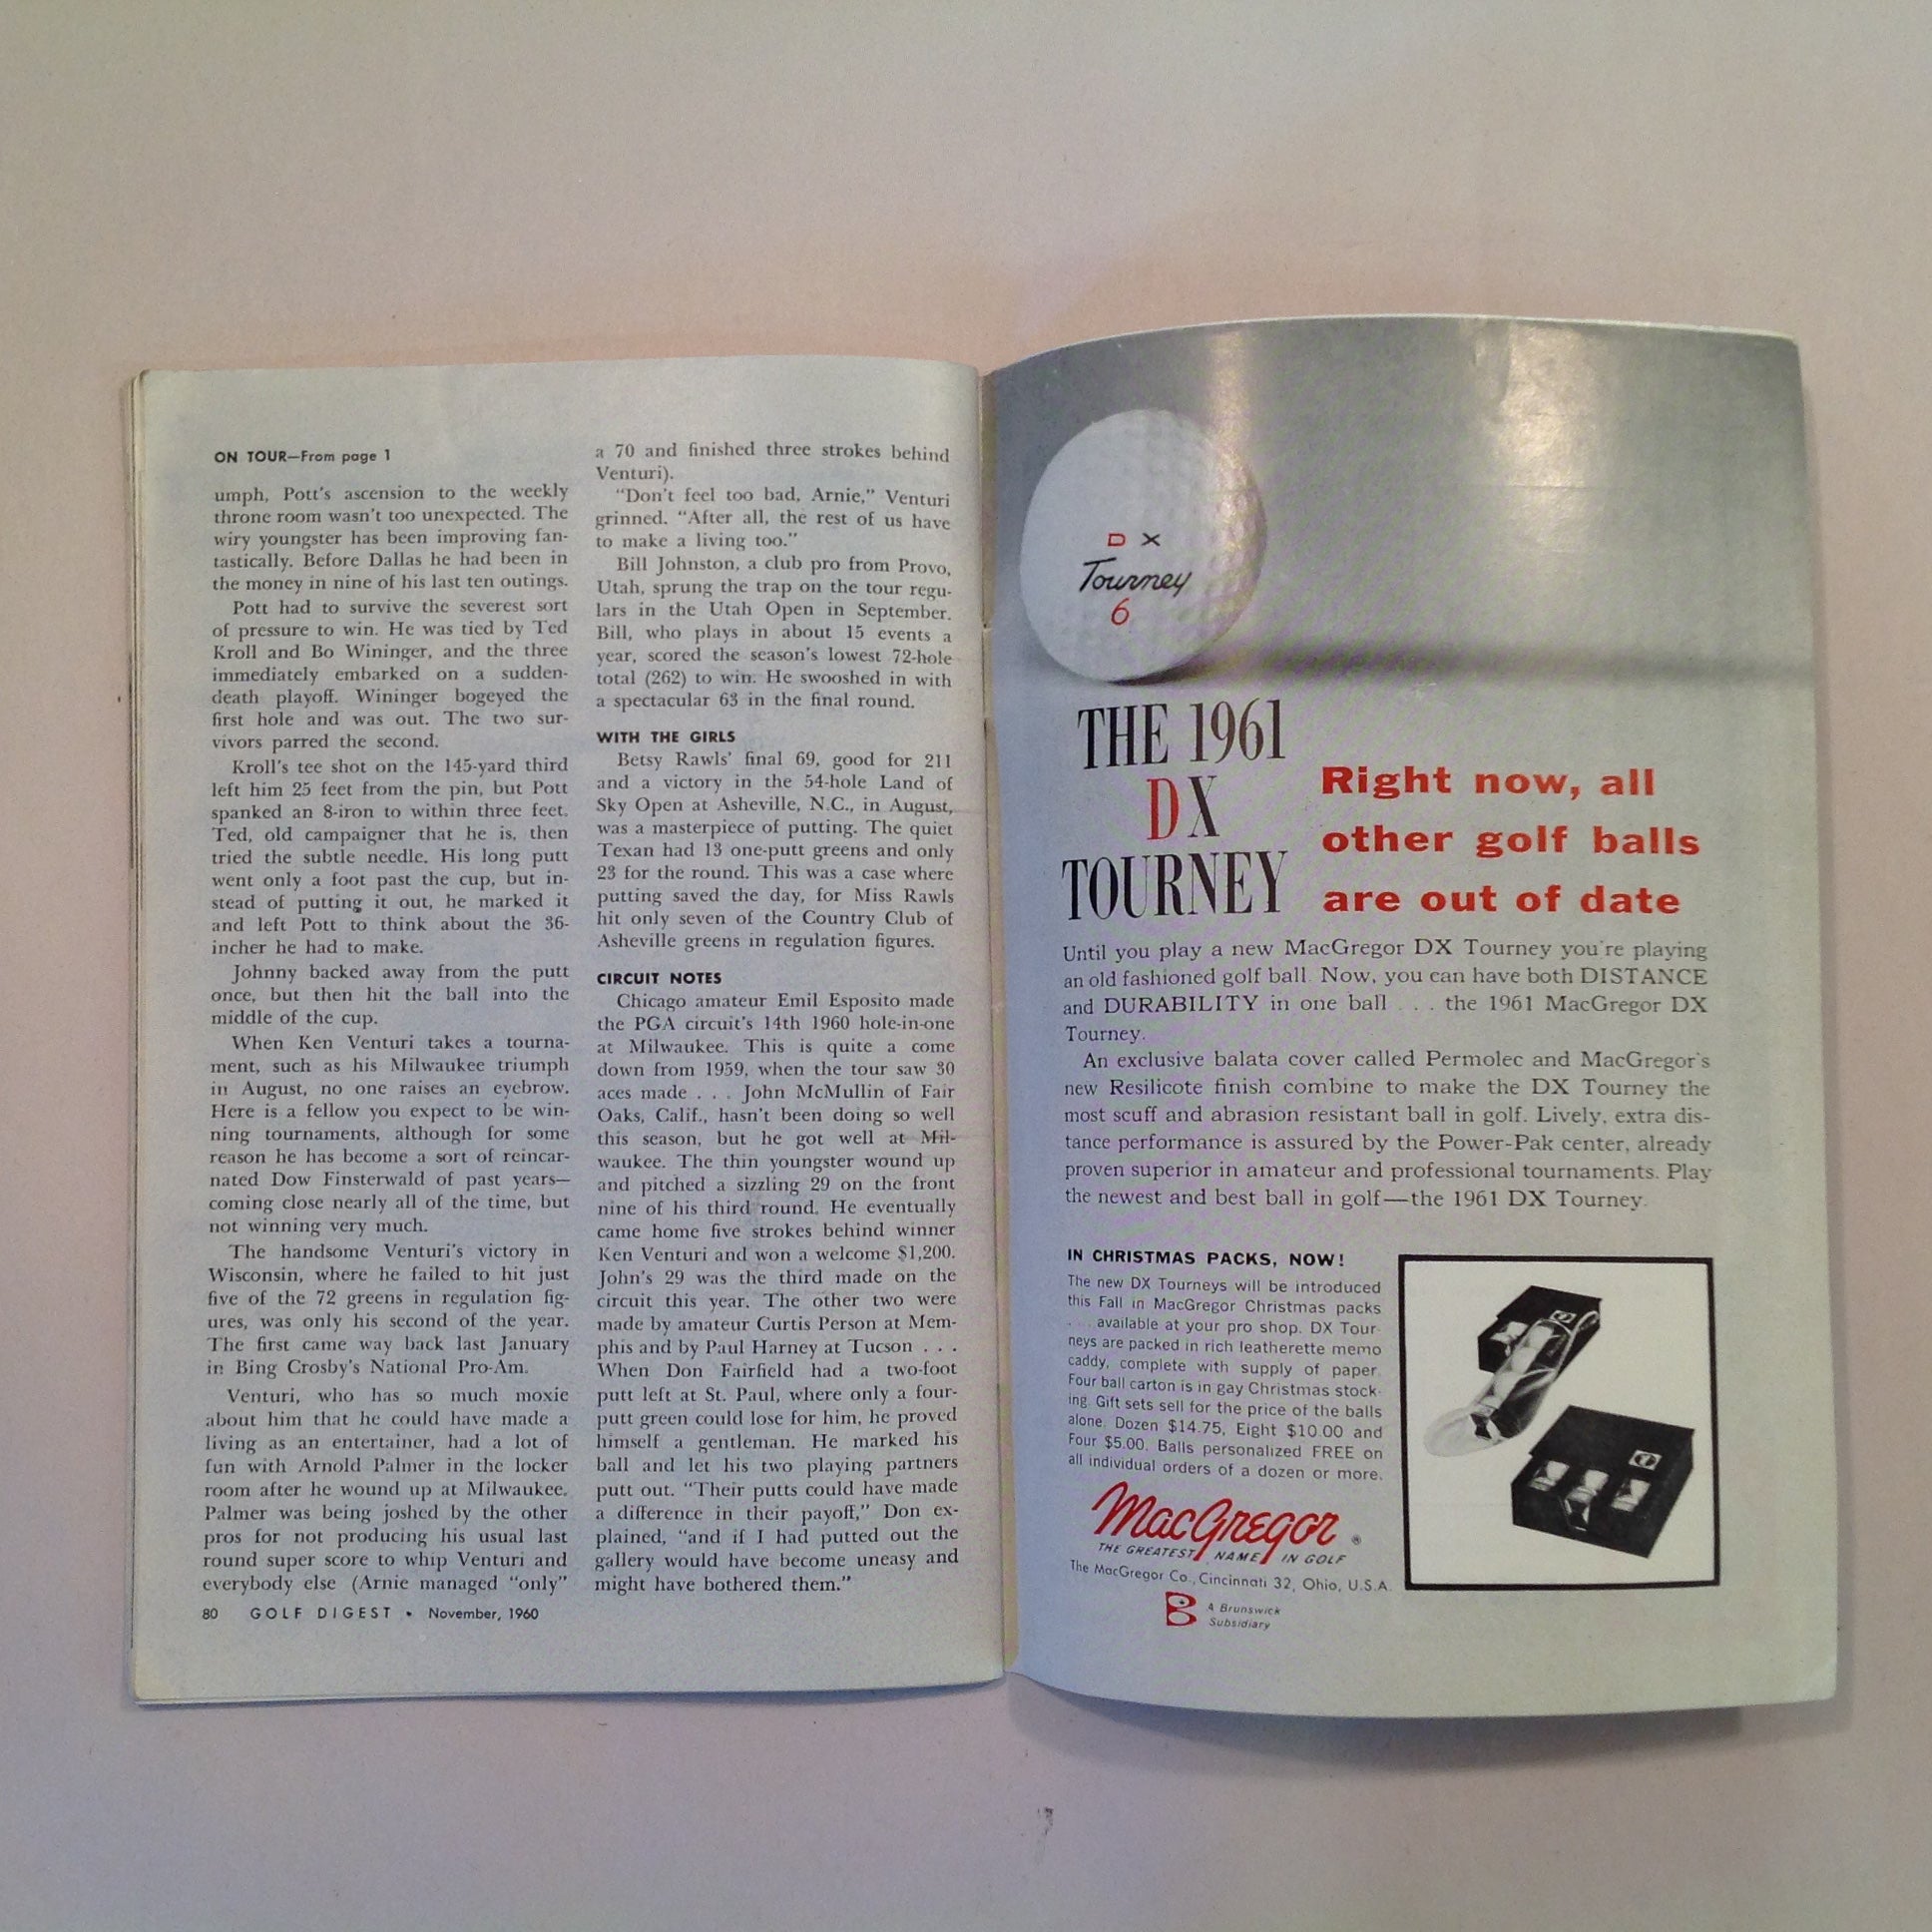 ON TOUR—From page 1
umph, Pott's ascension to the weekly
throne room wasn't too unexpected. The
wiry youngster has been improving fan-
tastically. Before Dallas he had been in
the money in nine of his last ten outings.
Pott had to survive the severest sort
of pressure to win. He was tied by Ted
Kroll and Bo Wininger, and the three
immediately embarked on a sudden-
death playoff. Wininger bogeyed the
first hole and was out. The two sur-
vivors parred the second.
Kroll's tee shot on the 145-yard third
left him 25 feet from the pin, but Pott
spanked an 8-iron to within three feet.
Ted, old campaigner that he is, then
tried the subtle needle. His long putt
went only a foot past the cup, but in-
stead of putting it out, he marked it
and left Pott to think about the 36-
incher he had to make.
Johnny backed away from the putt
once, but then hit the ball into the
middle of the cup.
When Ken Venturi takes a tourna-
ment, such as his Milwaukee triumph
in August, no one raises an eyebrow.
Here is a fellow you expect to be win-
ning tournaments, although for some
reason he has become a sort of reincar-
nated Dow Finsterwald of past years—
coming close nearly all of the time, but
not winning very much.
The handsome Venturi's victory in
Wisconsin, where he failed to hit just
five of the 72 greens in regulation fig-
ures, was only his second of the year.
The first came way back last January
in Bing Crosby's National Pro-Am.
Venturi, who has so much moxie
about him that he could have made a
living as an entertainer, had a lot of
fun with Arnold Palmer in the locker
room after he wound up at Milwaukee.
Palmer was being joshed by the other
pros for not producing his usual last
round super score to whip Venturi and
everybody else (Arnie managed "only"
a 70 and finished three strokes behind
Venturi).
"Don't feel too bad, Arnie," Venturi
grinned. "After all, the rest of us have
to make a living too."
Bill Johnston, a club pro from Provo,
Utah, sprung the trap on the tour regu-
lars in the Utah Open in September.
Bill, who plays in about 15 events a
year, scored the season's lowest 72-hole
total (262) to win. He swooshed in with
a spectacular 63 in the final round.
WITH THE GIRLS
Betsy Rawls' final 69, good for 211
and a victory in the 54-hole Land of
Sky Open at Asheville, N.C., in August,
was a masterpiece of putting. The quiet
Texan had 13 one-putt greens and only
23 for the round. This was a case where
putting saved the day, for Miss Rawls
hit only seven of the Country Club of
Asheville greens in regulation figures.
CIRCUIT NOTES
Chicago amateur Emil Esposito made
the PGA circuit's 14th 1960 hole-in-one
at Milwaukee. This is quite a come
down from 1959, when the tour saw 30
aces made . . . John McMullin of Fair
Oaks, Calif., hasn't been doing so well
this season, but he got well at Mil-
waukee. The thin youngster wound up
and pitched a sizzling 29 on the front
nine of his third round. He eventually
came home five strokes behind winner
Ken Venturi and won a welcome $1,200.
John's 29 was the third made on the
circuit this year. The other two were
made by amateur Curtis Person at Mem-
phis and by Paul Harney at Tucson . . .
When Don Fairfield had a two-foot
putt left at St. Paul, where only a four-
putt green could lose for him, he proved
himself a gentleman. He marked his
ball and let his two playing partners
putt out. "Their putts could have made
a difference in their payoff," Don ex-
plained, "and if I had putted out the
gallery would have become uneasy and
might have bothered them."
80 GOLF DIGEST • November, 1960
DX
Tourney
6
THE 1961
DX
TOURNEY
Right now, all
other golf balls
are out of date
Until you play a new MacGregor DX Tourney you're playing
an old fashioned golf ball. Now, you can have both DISTANCE
and DURABILITY in one ball . . . the 1961 MacGregor DX
Tourney.
An exclusive balata cover called Permolec and MacGregor's
new Resilicote finish combine to make the DX Tourney the
most scuff and abrasion resistant ball in golf. Lively, extra dis-
tance performance is assured by the Power-Pak center, already
proven superior in amateur and professional tournaments. Play
the newest and best ball in golf—the 1961 DX Tourney.
IN CHRISTMAS PACKS, NOW!
The new DX Tourneys will be introduced
this Fall in MacGregor Christmas packs
. . . available at your pro shop. DX Tour-
neys are packed in rich leatherette memo
caddy, complete with supply of paper.
Four ball carton is in gay Christmas stock-
ing. Gift sets sell for the price of the balls
alone. Dozen $14.75, Eight $10.00 and
Four $5.00. Balls personalized FREE on
all individual orders of a dozen or more.
MacGregor ®
THE GREATEST NAME IN GOLF
The MacGregor Co., Cincinnati 32, Ohio, U.S.A.
B A Brunswick
Subsidiary